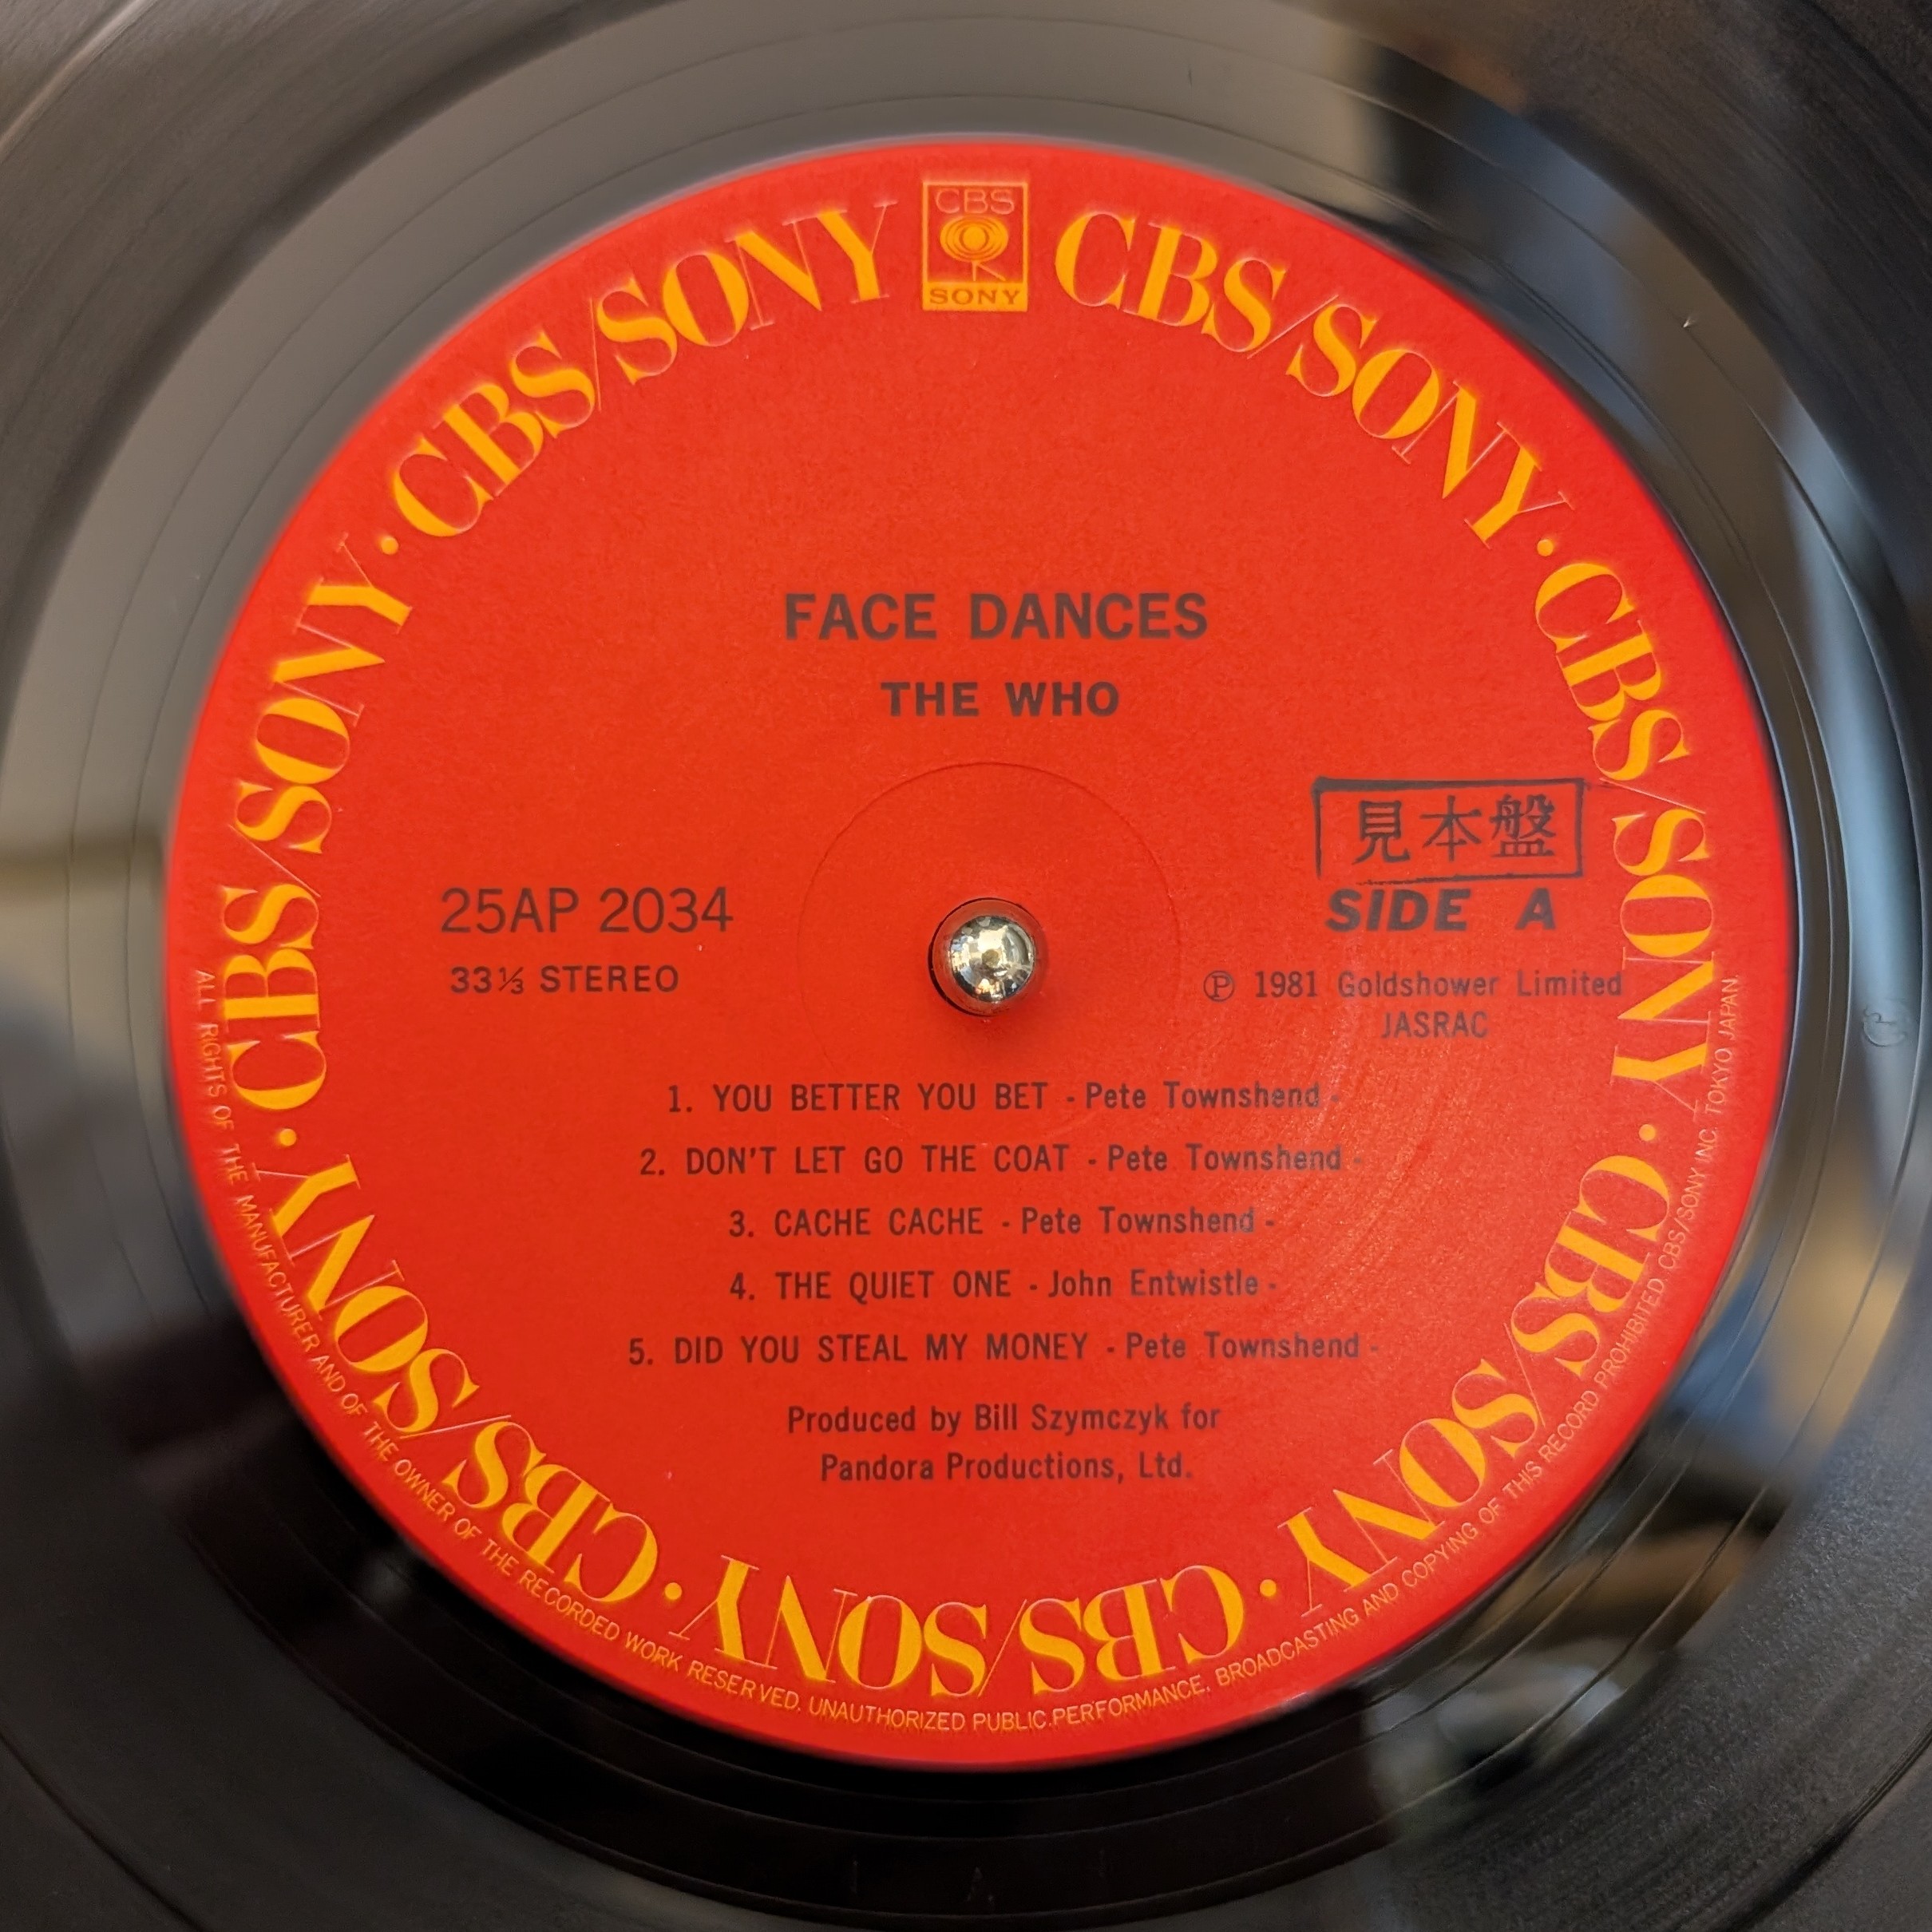 CBS
SONY
CBS/SONY · CBS/SONY · CBS/SONY · CBS/SONY · CBS/SONY · CBS/SONY · CBS/SONY
FACE DANCES
THE WHO
見本盤
25AP 2034
SIDE A
33⅓ STEREO
Ⓟ 1981 Goldshower Limited
JASRAC
1. YOU BETTER YOU BET - Pete Townshend -
2. DON'T LET GO THE COAT - Pete Townshend -
3. CACHE CACHE - Pete Townshend -
4. THE QUIET ONE - John Entwistle -
5. DID YOU STEAL MY MONEY - Pete Townshend -
Produced by Bill Szymczyk for
Pandora Productions, Ltd.
ALL RIGHTS OF THE MANUFACTURER AND OF THE OWNER OF THE RECORDED WORK RESERVED. UNAUTHORIZED PUBLIC PERFORMANCE, BROADCASTING AND COPYING OF THIS RECORD PROHIBITED. CBS/SONY INC. TOKYO JAPAN